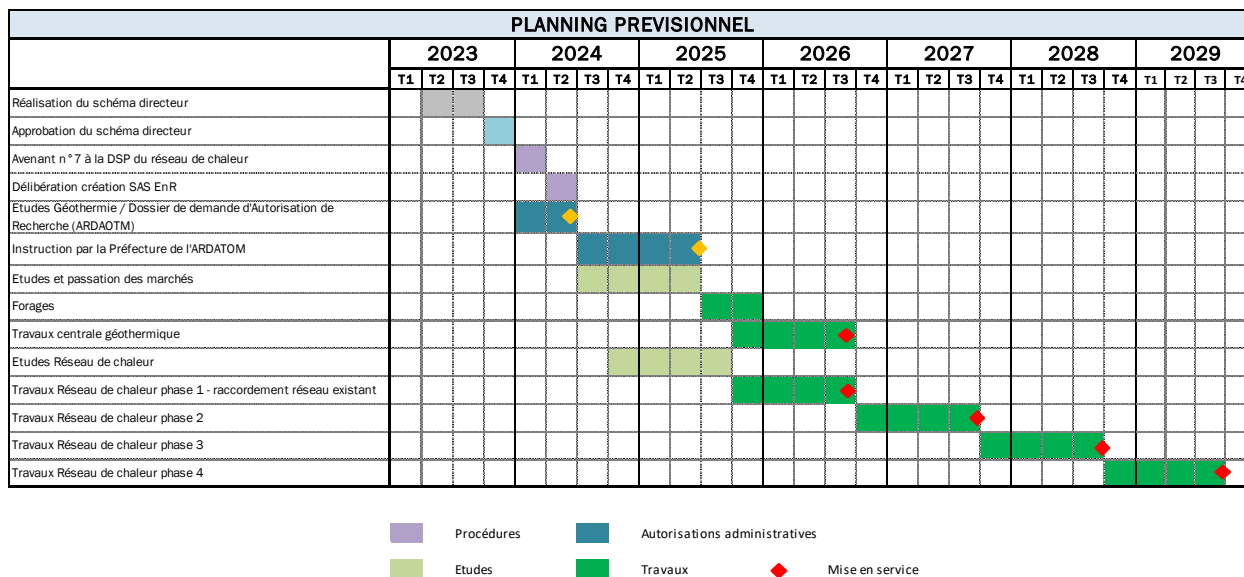 PLANNING PREVISIONNEL
2023 2024 2025 2026 2027 2028 2029
T1 T2 T3 T4 T1 T2 T3 T4 T1 T2 T3 T4 T1 T2 T3 T4 T1 T2 T3 T4 T1 T2 T3 T4 T1 T2 T3 T4
Réalisation du schéma directeur
Approbation du schéma directeur
Avenant n°7 à la DSP du réseau de chaleur
Délibération création SAS EnR
Etudes Géothermie / Dossier de demande d'Autorisation de
Recherche (ARDAOTM)
Instruction par la Préfecture de l'ARDATOM
Etudes et passation des marchés
Forages
Travaux centrale géothermique
Etudes Réseau de chaleur
Travaux Réseau de chaleur phase 1 - raccordement réseau existant
Travaux Réseau de chaleur phase 2
Travaux Réseau de chaleur phase 3
Travaux Réseau de chaleur phase 4
Procédures Autorisations administratives
Etudes Travaux Mise en service